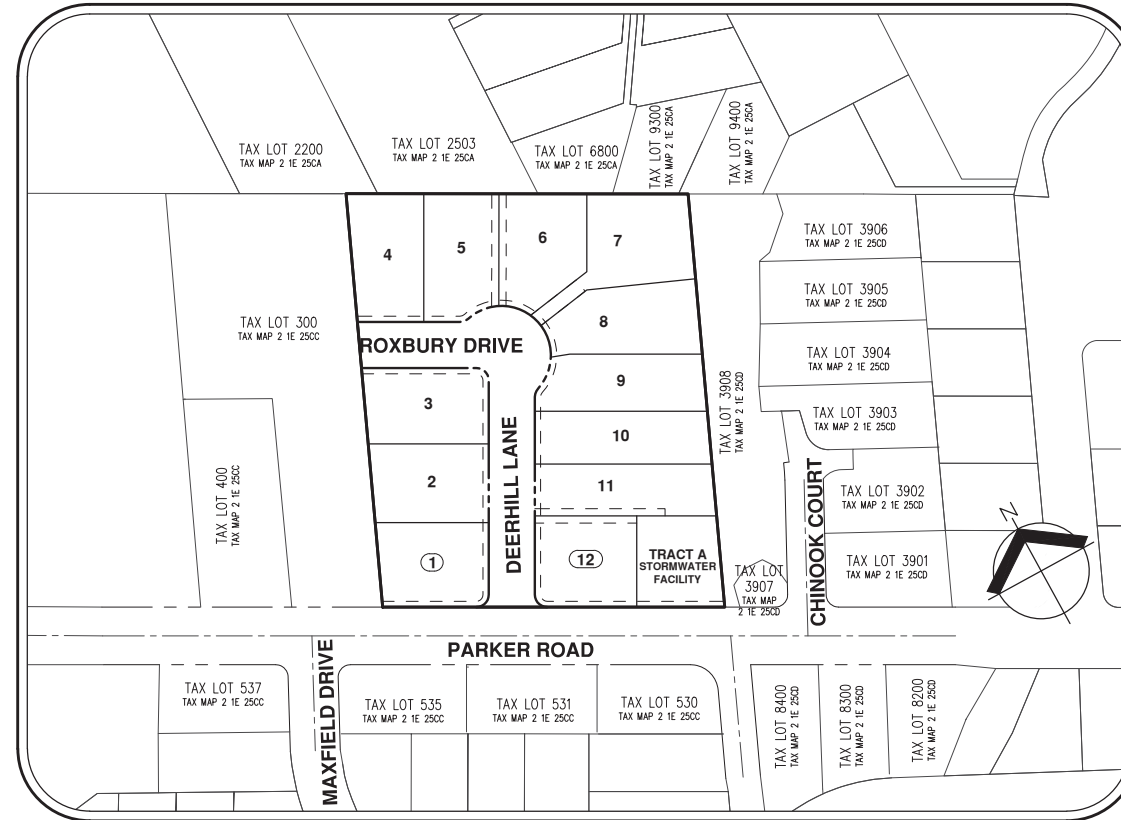 TAX LOT 2200
TAX MAP 2 1E 25CA
TAX LOT 2503
TAX MAP 2 1E 25CA
TAX LOT 6800
TAX MAP 2 1E 25CA
TAX LOT 9300
TAX MAP 2 1E 25CA
TAX LOT 9400
TAX MAP 2 1E 25CA
TAX LOT 300
TAX MAP 2 1E 25CC
TAX LOT 400
TAX MAP 2 1E 25CC
4
5
6
7
8
9
10
11
12
3
2
1
ROXBURY DRIVE
DEERHILL LANE
TRACT A
STORMWATER
FACILITY
TAX LOT 3908
TAX MAP 2 1E 25CD
TAX LOT 3906
TAX MAP 2 1E 25CD
TAX LOT 3905
TAX MAP 2 1E 25CD
TAX LOT 3904
TAX MAP 2 1E 25CD
TAX LOT 3903
TAX MAP 2 1E 25CD
TAX LOT 3902
TAX MAP 2 1E 25CD
TAX LOT 3901
TAX MAP 2 1E 25CD
TAX LOT
3907
TAX MAP
2 1E 25CD
CHINOOK COURT
N
PARKER ROAD
MAXFIELD DRIVE
TAX LOT 537
TAX MAP 2 1E 25CC
TAX LOT 535
TAX MAP 2 1E 25CC
TAX LOT 531
TAX MAP 2 1E 25CC
TAX LOT 530
TAX MAP 2 1E 25CC
TAX LOT 8400
TAX MAP 2 1E 25CD
TAX LOT 8300
TAX MAP 2 1E 25CD
TAX LOT 8200
TAX MAP 2 1E 25CD